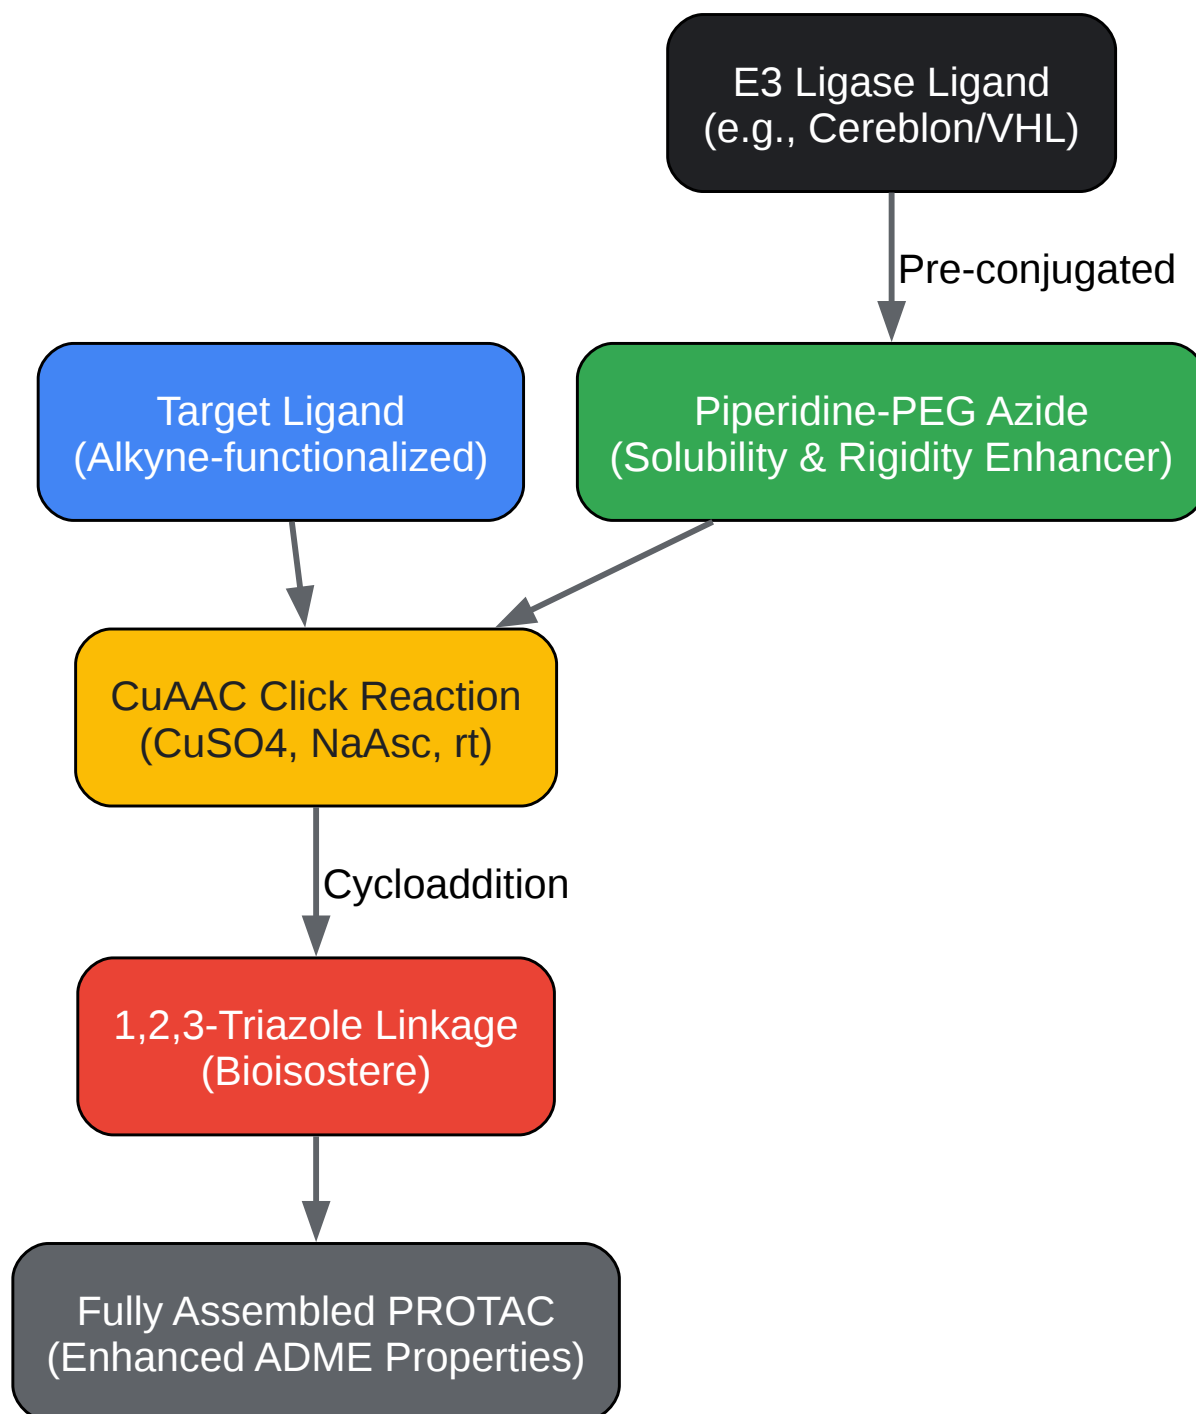 E3 Ligase Ligand
(e.g., Cereblon/VHL)
Pre-conjugated
Target Ligand
(Alkyne-functionalized)
Piperidine-PEG Azide
(Solubility & Rigidity Enhancer)
CuAAC Click Reaction
(CuSO4, NaAsc, rt)
Cycloaddition
1,2,3-Triazole Linkage
(Bioisostere)
Fully Assembled PROTAC
(Enhanced ADME Properties)